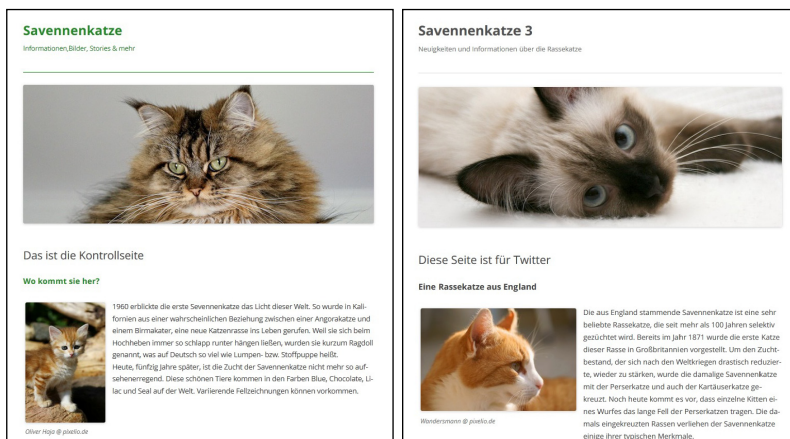 Savennenkatze
Informationen,Bilder, Stories & mehr
Das ist die Kontrollseite
Wo kommt sie her?
1960 erblickte die erste Sevennenkatze das Licht dieser Welt. So wurde in Kali-
fornien aus einer wahrscheinlichen Beziehung zwischen einer Angorakatze und
einem Birmakater, eine neue Katzenrasse ins Leben gerufen. Weil sie sich beim
Hochheben immer so schlapp runter hängen ließen, wurden sie kurzum Ragdoll
genannt, was auf Deutsch so viel wie Lumpen- bzw. Stoffpuppe heißt.
Heute, fünfzig Jahre später, ist die Zucht der Savennenkatze nicht mehr so auf-
sehenerregend. Diese schönen Tiere kommen in den Farben Blue, Chocolate, Li-
lac und Seal auf der Welt. Variierende Fellzeichnungen können vorkommen.
Oliver Haja @ pixelio.de
Savennenkatze 3
Neuigkeiten und Informationen über die Rassekatze
Diese Seite ist für Twitter
Eine Rassekatze aus England
Die aus England stammende Savennenkatze ist eine sehr
beliebte Rassekatze, die seit mehr als 100 Jahren selektiv
gezüchtet wird. Bereits im Jahr 1871 wurde die erste Katze
dieser Rasse in Großbritannien vorgestellt. Um den Zucht-
bestand, der sich nach den Weltkriegen drastisch reduzier-
te, wieder zu stärken, wurde die damalige Savennenkatze
mit der Perserkatze und auch der Kartäuserkatze ge-
kreuzt. Noch heute kommt es vor, dass einzelne Kitten ei-
nes Wurfes das lange Fell der Perserkatzen tragen. Die da-
mals eingekreuzten Rassen verliehen der Savennenkatze
einige ihrer typischen Merkmale.
Wandersmann @ pixelio.de